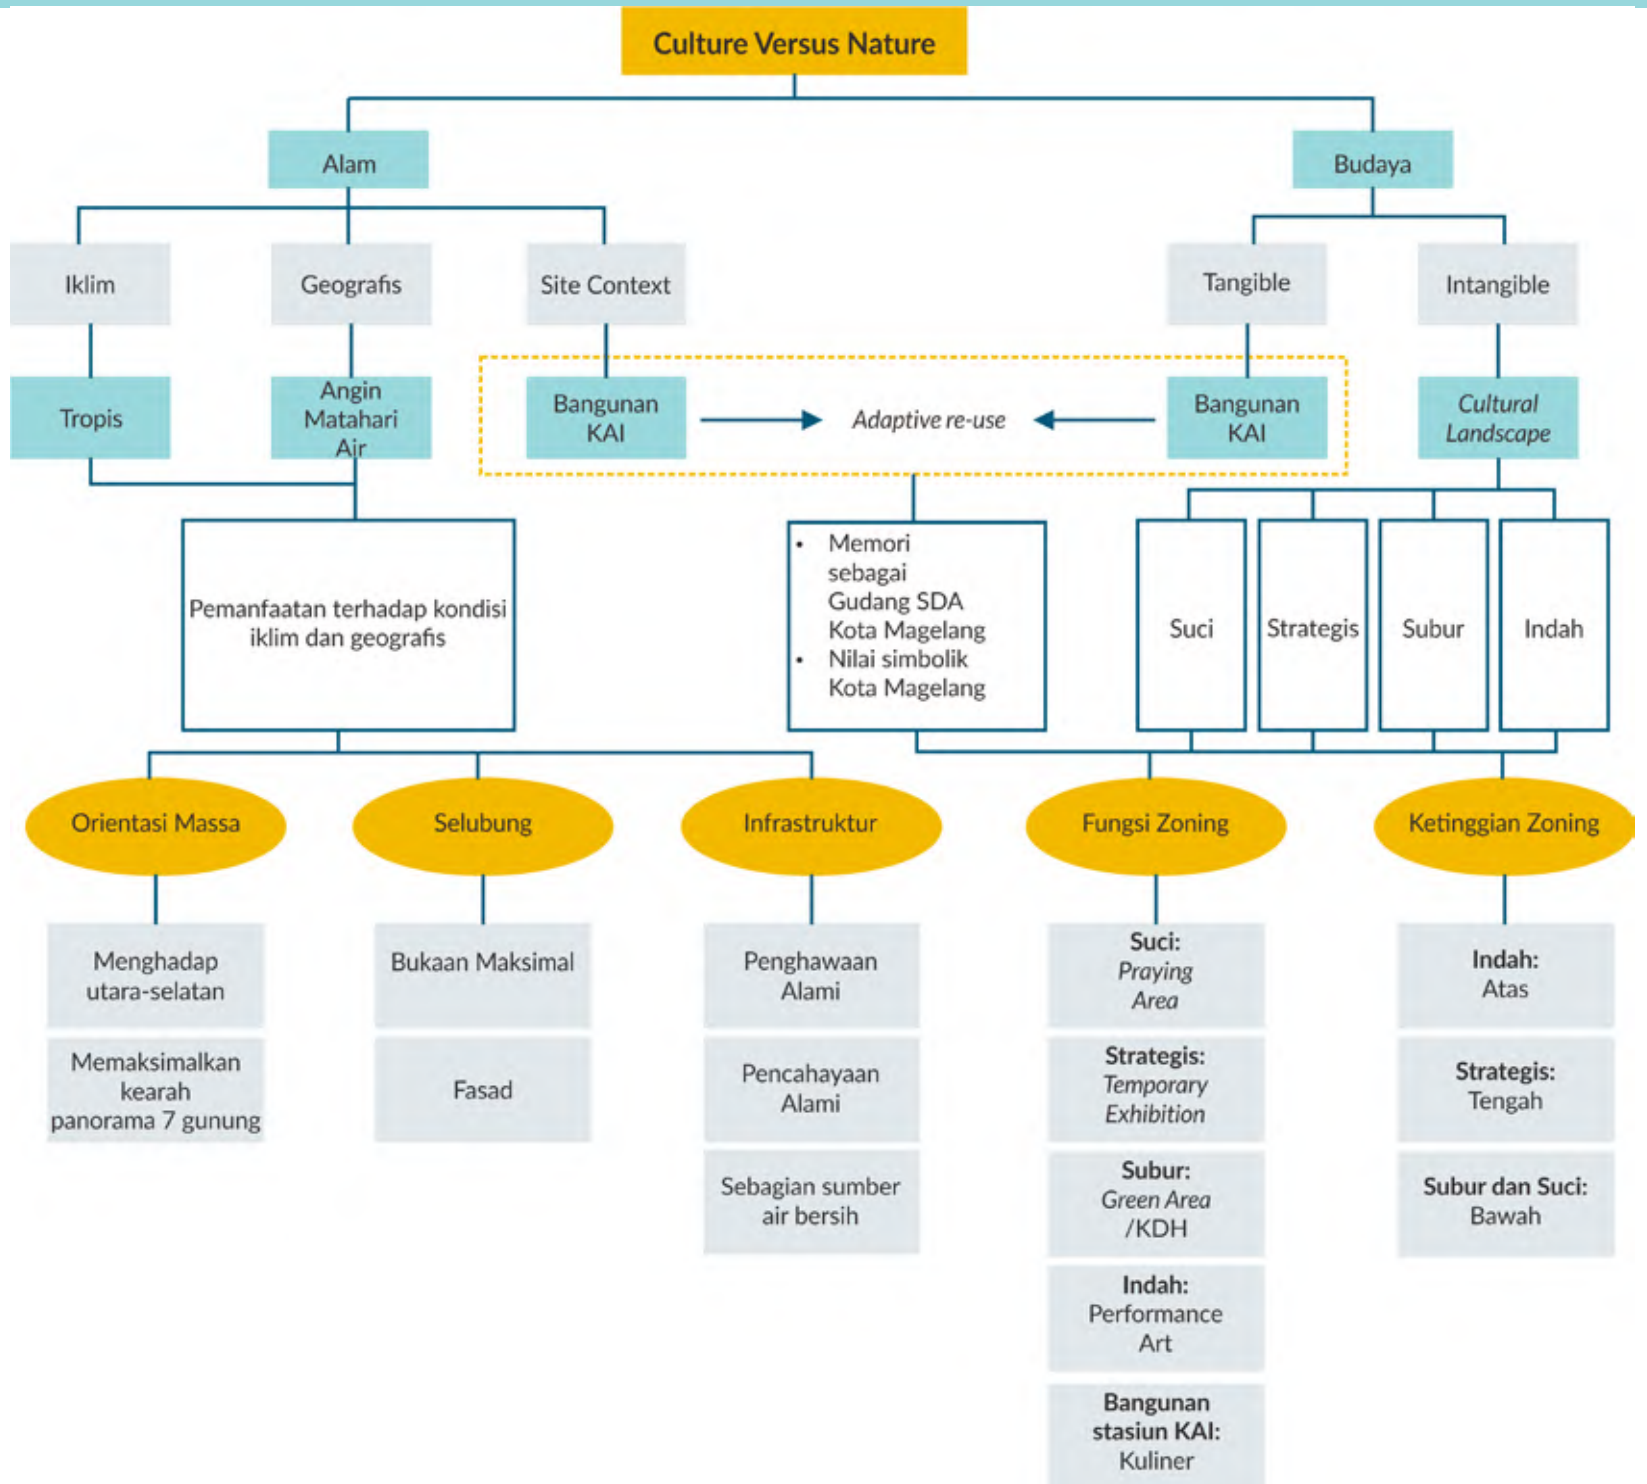 Culture Versus Nature
Alam
Budaya
Iklim
Geografis
Site Context
Tangible
Intangible
Tropis
Angin
Matahari
Air
Bangunan
KAI
Adaptive re-use
Bangunan
KAI
Cultural
Landscape
Pemanfaatan terhadap kondisi
iklim dan geografis
• Memori
sebagai
Gudang SDA
Kota Magelang
• Nilai simbolik
Kota Magelang
Suci
Strategis
Subur
Indah
Orientasi Massa
Selubung
Infrastruktur
Fungsi Zoning
Ketinggian Zoning
Menghadap
utara-selatan
Memaksimalkan
kearah
panorama 7 gunung
Bukaan Maksimal
Fasad
Penghawaan
Alami
Pencahayaan
Alami
Sebagian sumber
air bersih
Suci:
Praying
Area
Strategis:
Temporary
Exhibition
Subur:
Green Area
/KDH
Indah:
Performance
Art
Bangunan
stasiun KAI:
Kuliner
Indah:
Atas
Strategis:
Tengah
Subur dan Suci:
Bawah